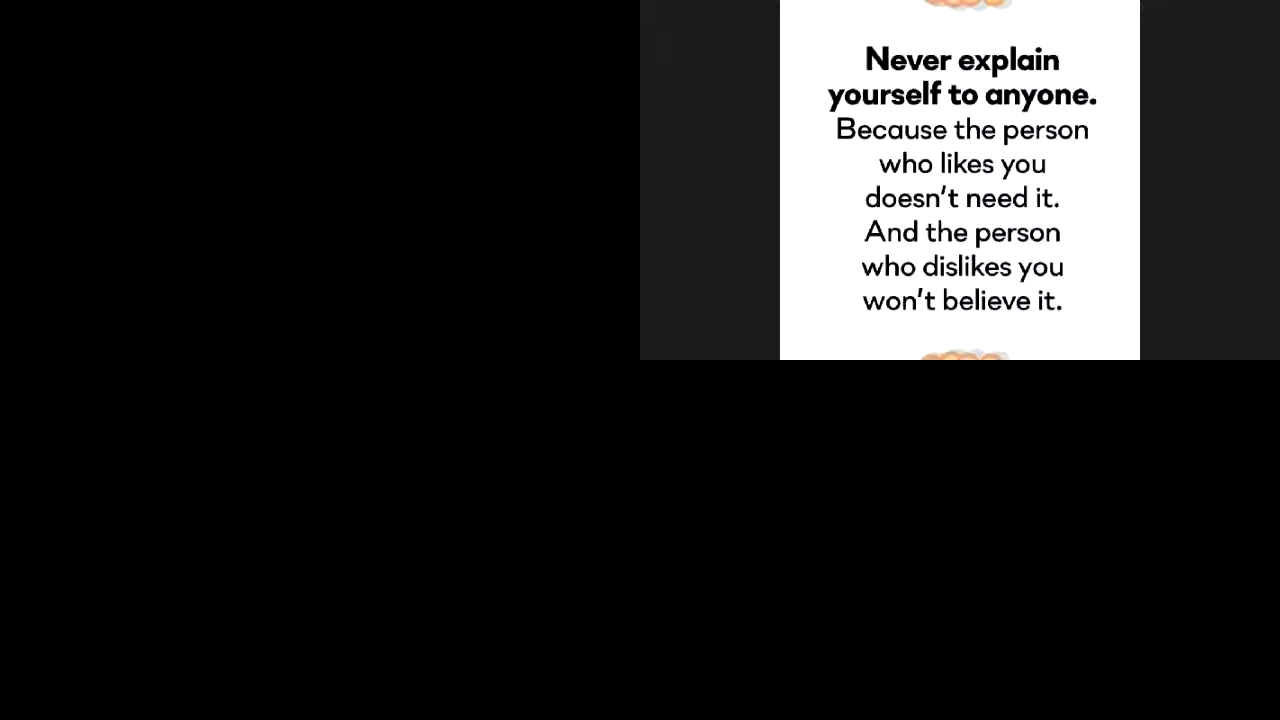 Never explain
yourself to anyone.
Because the person
who likes you
doesn't need it.
And the person
who dislikes you
won't believe it.